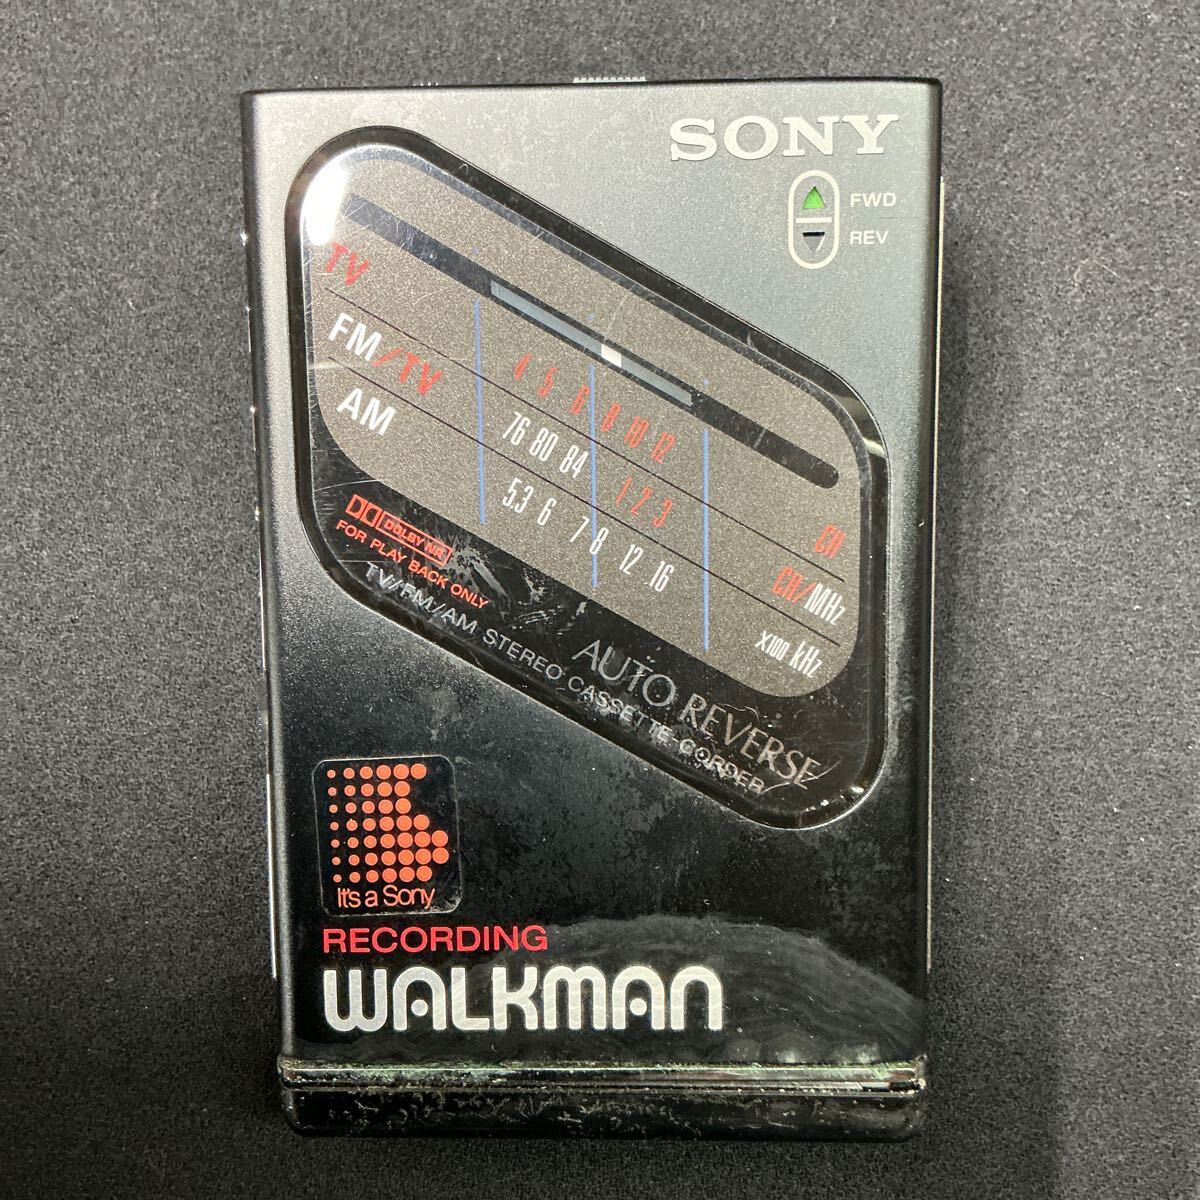 SONY
FWD
REV
TV 4 5 6 8 10 12 CH
FM/TV 76 80 84 1 2 3 CH/MHz
AM 5.3 6 7 8 12 16 X100 kHz
DOLBY NR
FOR PLAY BACK ONLY
AUTO REVERSE
TV/FM/AM STEREO CASSETTE-CORDER
It's a Sony
RECORDING
WALKMAN